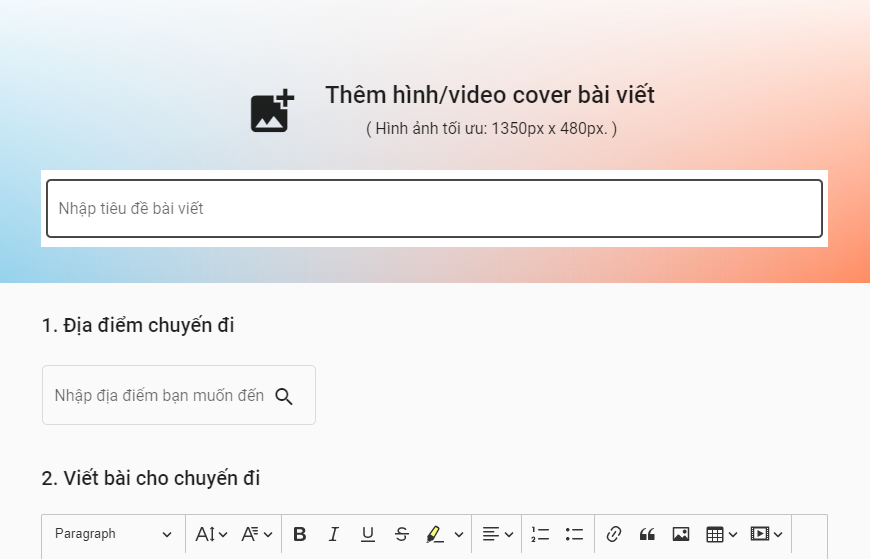 Thêm hình/video cover bài viết
( Hình ảnh tối ưu: 1350px x 480px. )
Nhập tiêu đề bài viết
1. Địa điểm chuyến đi
Nhập địa điểm bạn muốn đến
2. Viết bài cho chuyến đi
Paragraph